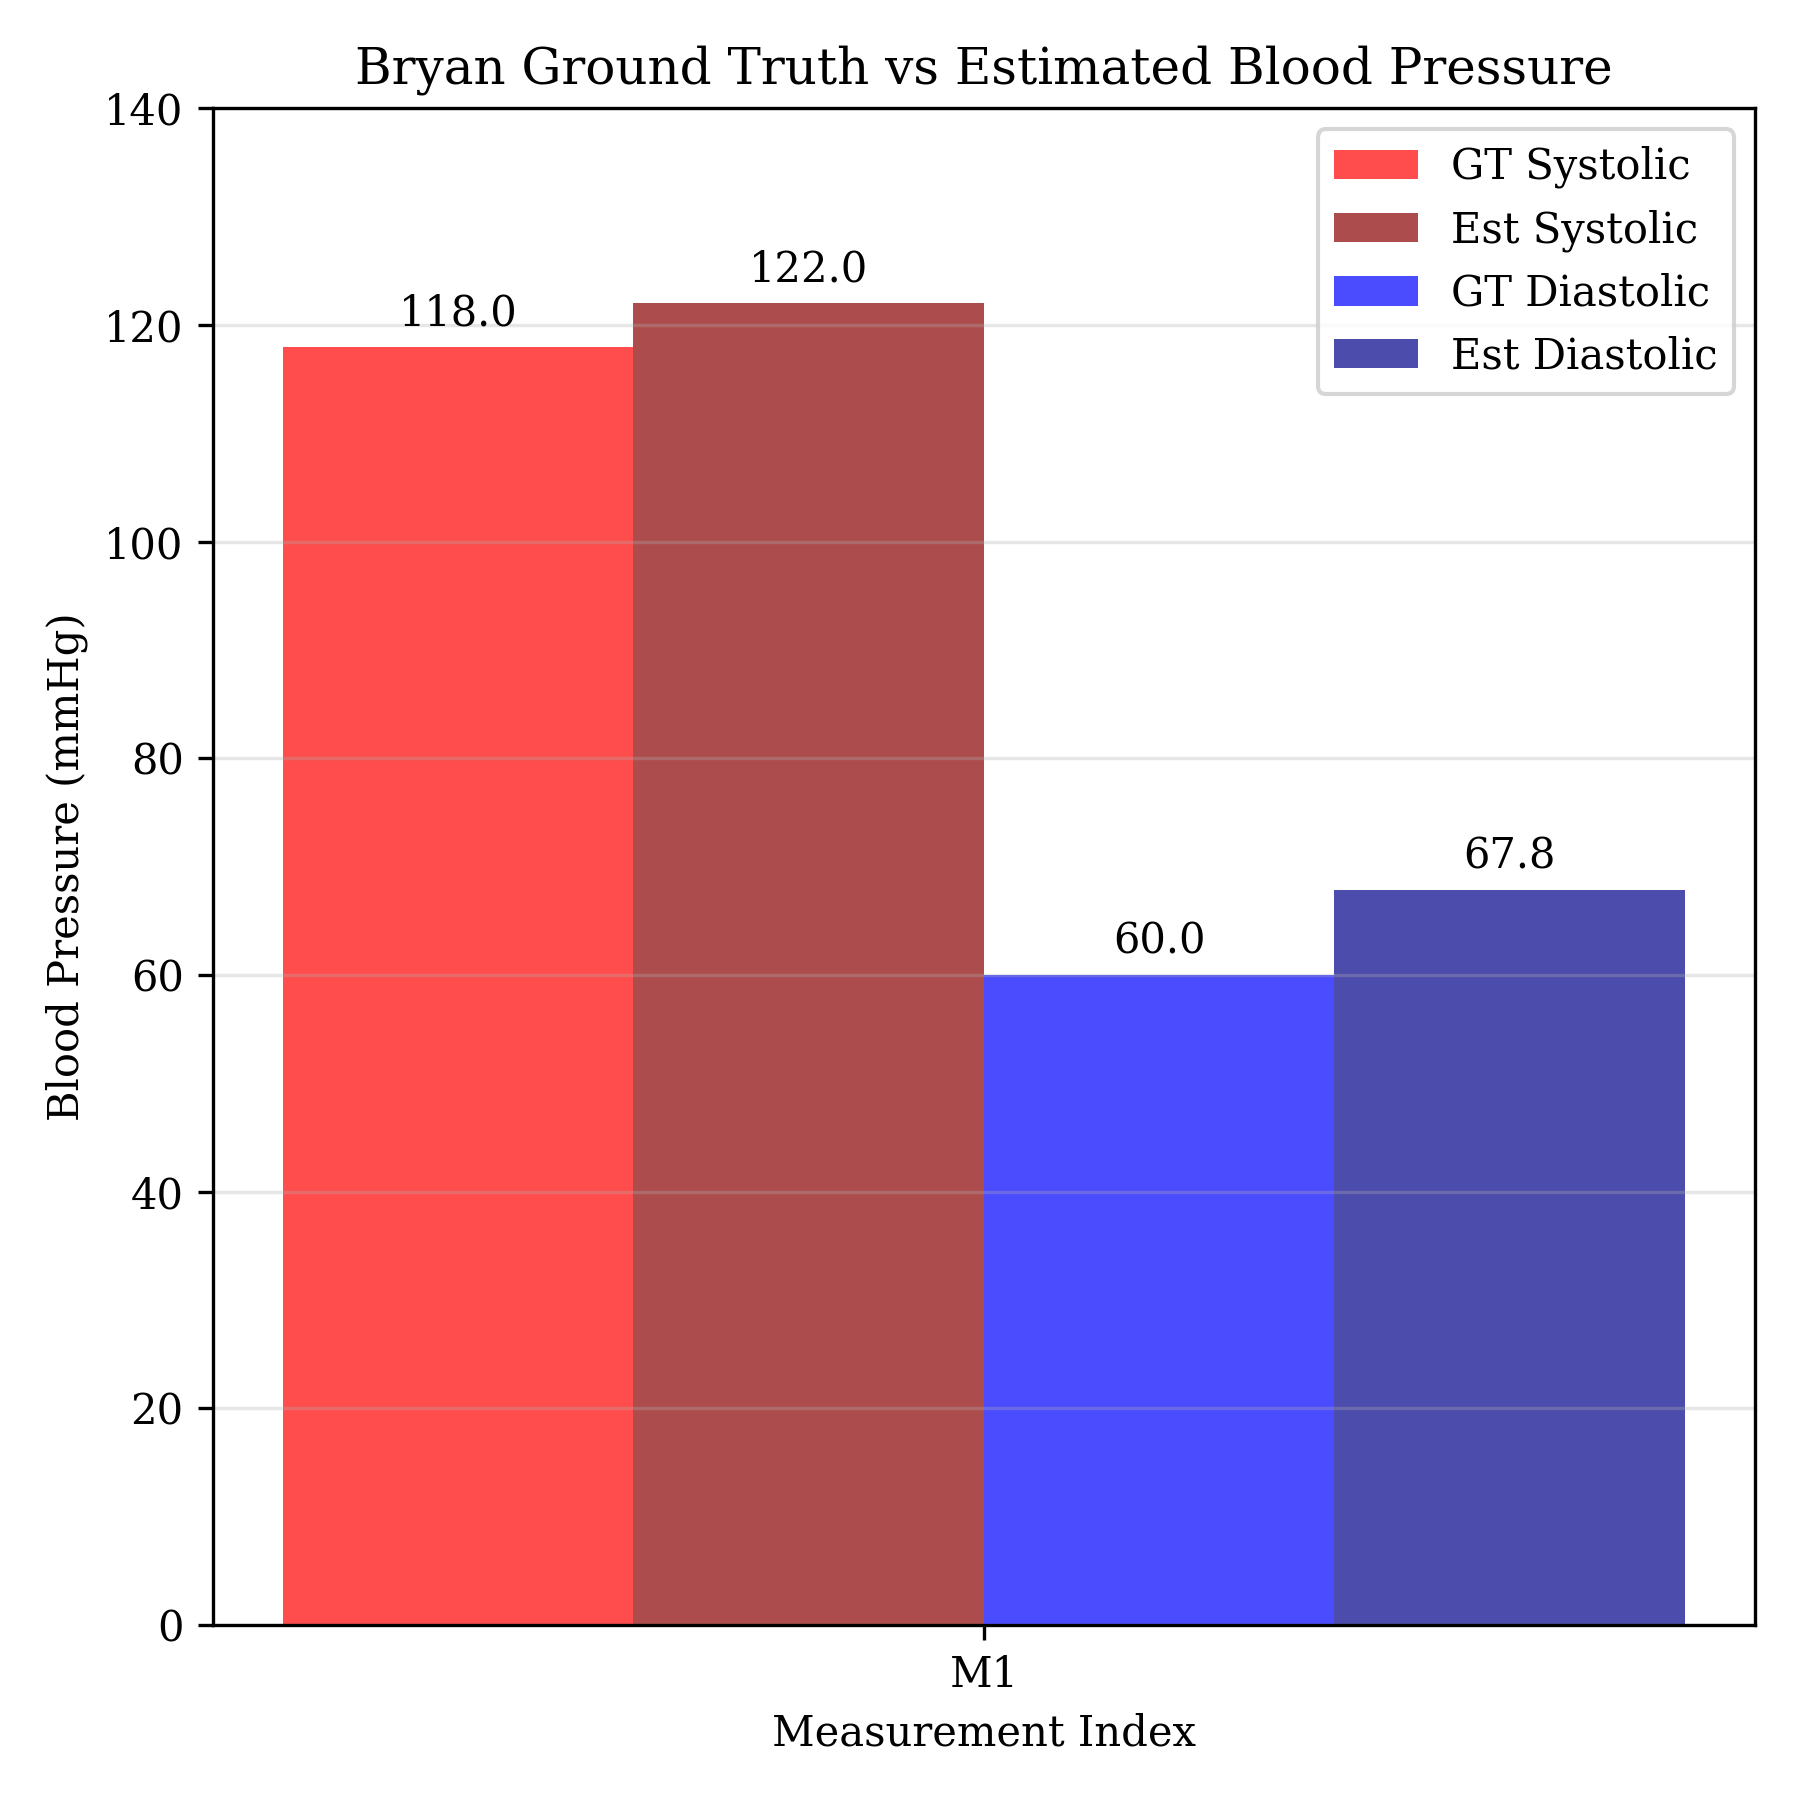 Bryan Ground Truth vs Estimated Blood Pressure
140
120
100
80
60
40
20
0
Blood Pressure (mmHg)
118.0
122.0
60.0
67.8
GT Systolic
Est Systolic
GT Diastolic
Est Diastolic
M1
Measurement Index